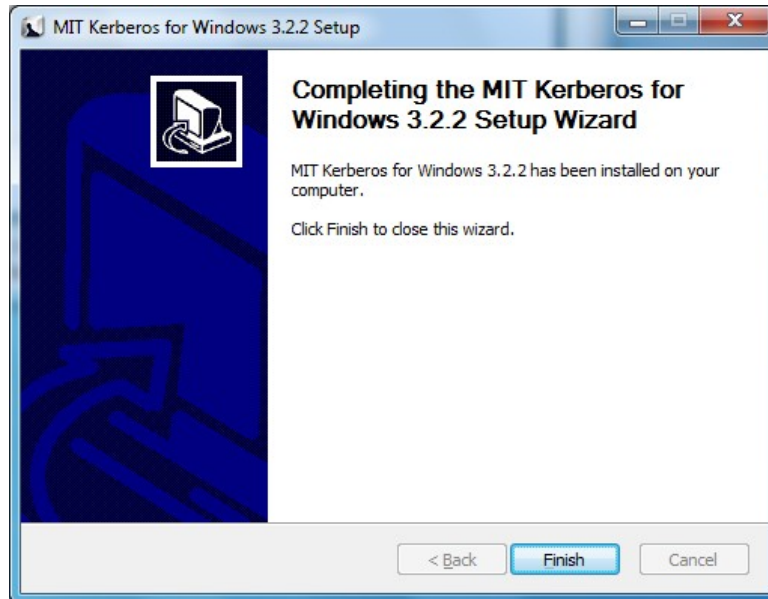 MIT Kerberos for Windows 3.2.2 Setup
Completing the MIT Kerberos for
Windows 3.2.2 Setup Wizard
MIT Kerberos for Windows 3.2.2 has been installed on your
computer.
Click Finish to close this wizard.
< Back
Finish
Cancel